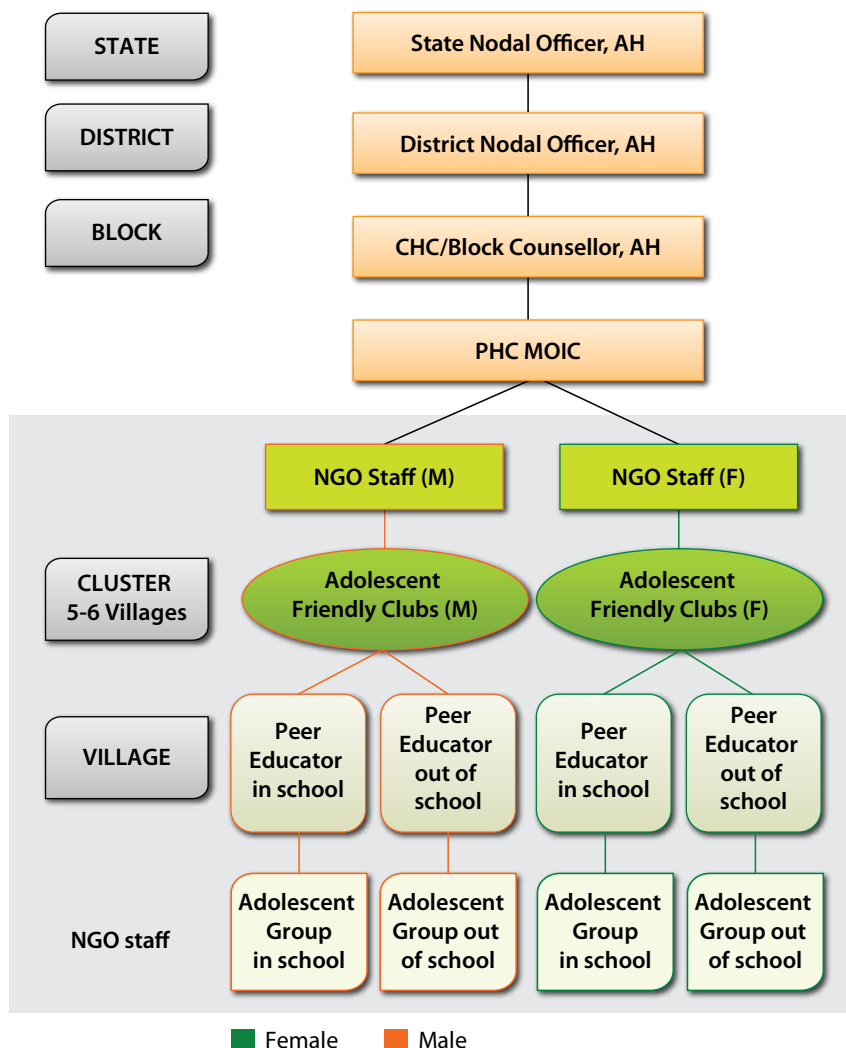 STATE
State Nodal Officer, AH
DISTRICT
District Nodal Officer, AH
BLOCK
CHC/Block Counsellor, AH
PHC MOIC
NGO Staff (M)
NGO Staff (F)
CLUSTER
5-6 Villages
Adolescent
Friendly Clubs (M)
Adolescent
Friendly Clubs (F)
VILLAGE
Peer
Educator
in school
Peer
Educator
out of
school
Peer
Educator
in school
Peer
Educator
out of
school
NGO staff
Adolescent
Group
in school
Adolescent
Group out
of school
Adolescent
Group
in school
Adolescent
Group out
of school
Female
Male